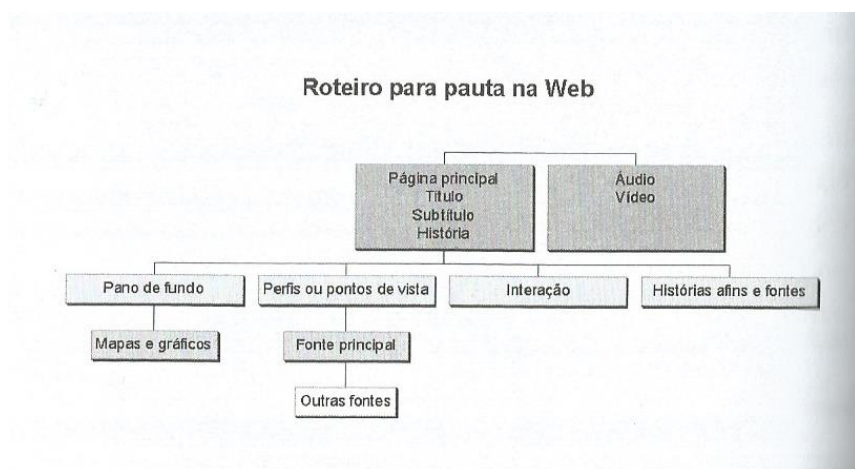 Roteiro para pauta na Web
Página principal
Título
Subtítulo
História
Áudio
Vídeo
Pano de fundo
Perfis ou pontos de vista
Interação
Histórias afins e fontes
Mapas e gráficos
Fonte principal
Outras fontes